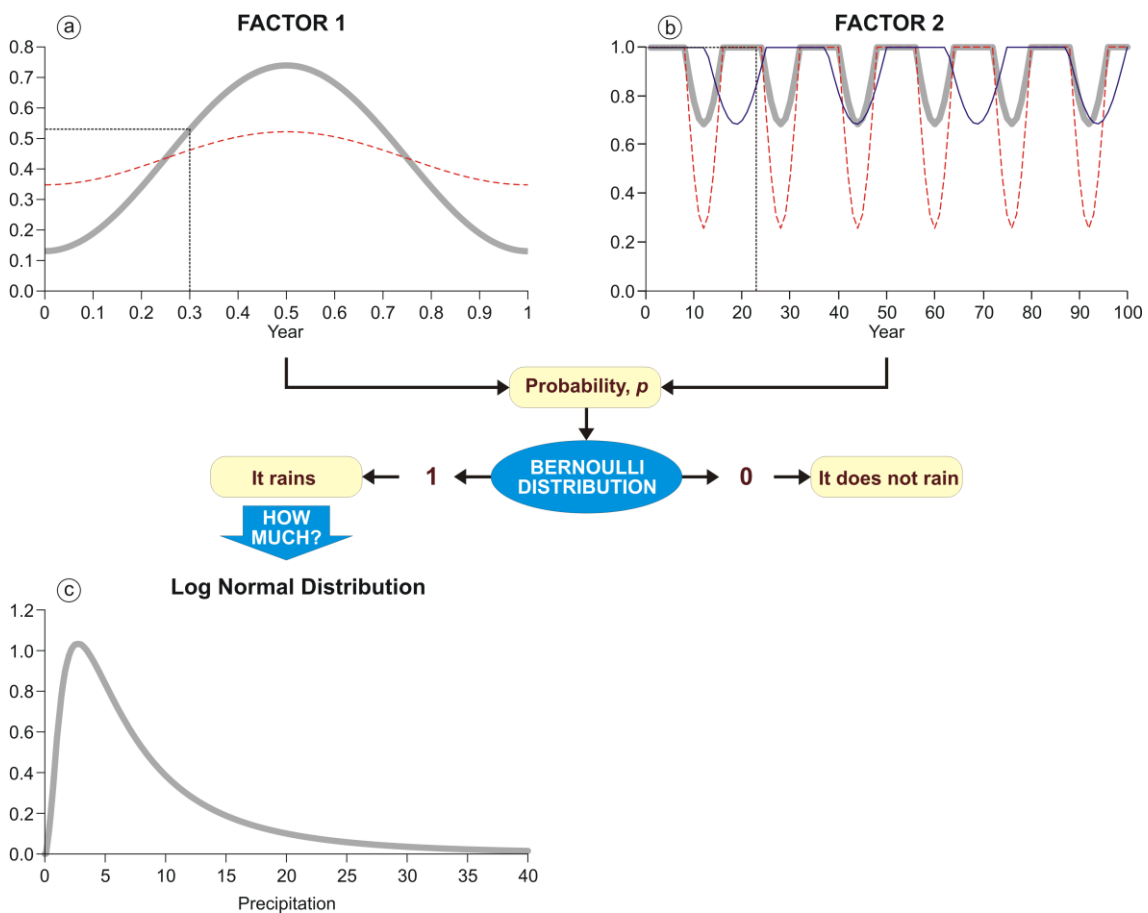 a
FACTOR 1
0.8
0.7
0.6
0.5
0.4
0.3
0.2
0.1
0.0
0 0.1 0.2 0.3 0.4 0.5 0.6 0.7 0.8 0.9 1
Year
b
FACTOR 2
1.0
0.8
0.6
0.4
0.2
0.0
0 10 20 30 40 50 60 70 80 90 100
Year
Probability, p
BERNOULLI
DISTRIBUTION
1
It rains
0
It does not rain
HOW
MUCH?
c
Log Normal Distribution
1.2
1.0
0.8
0.6
0.4
0.2
0.0
0 5 10 15 20 25 30 35 40
Precipitation